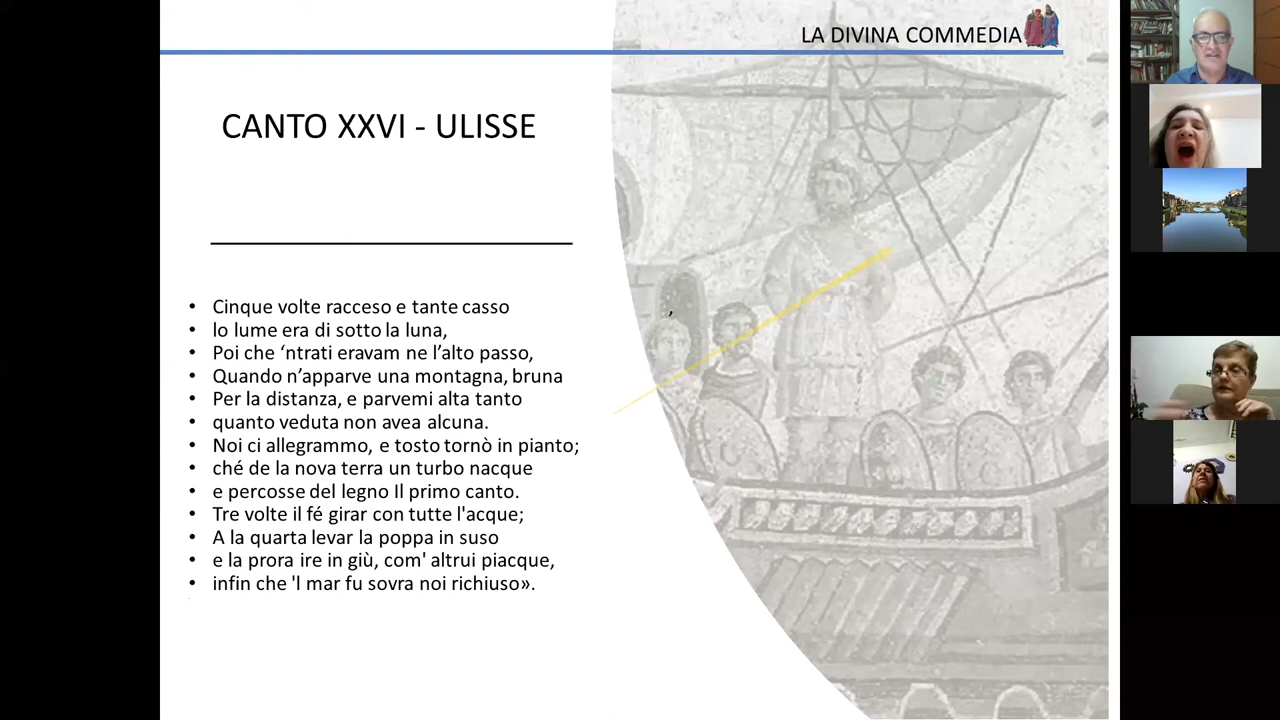 LA DIVINA COMMEDIA
CANTO XXVI - ULISSE
• Cinque volte racceso e tante casso
• lo lume era di sotto la luna,
• Poi che ‘ntrati eravam ne l’alto passo,
• Quando n’apparve una montagna, bruna
• Per la distanza, e parvemi alta tanto
• quanto veduta non avea alcuna.
• Noi ci allegrammo, e tosto tornò in pianto;
• ché de la nova terra un turbo nacque
• e percosse del legno Il primo canto.
• Tre volte il fé girar con tutte l'acque;
• A la quarta levar la poppa in suso
• e la prora ire in giù, com' altrui piacque,
• infin che 'l mar fu sovra noi richiuso».